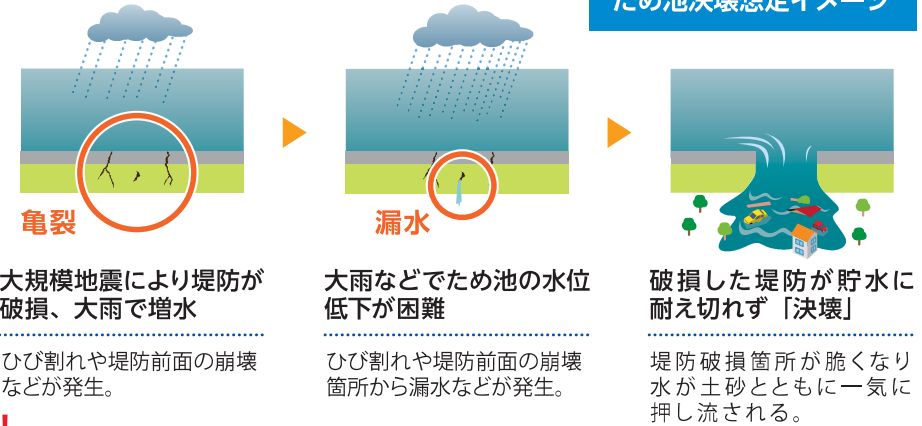 ため池決壊想定イメージ
亀裂
漏水
大規模地震により堤防が
破損、大雨で増水
ひび割れや堤防前面の崩壊
などが発生。
大雨などでため池の水位
低下が困難
ひび割れや堤防前面の崩壊
箇所から漏水などが発生。
破損した堤防が貯水に
耐え切れず「決壊」
堤防破損箇所が脆くなり
水が土砂とともに一気に
押し流される。